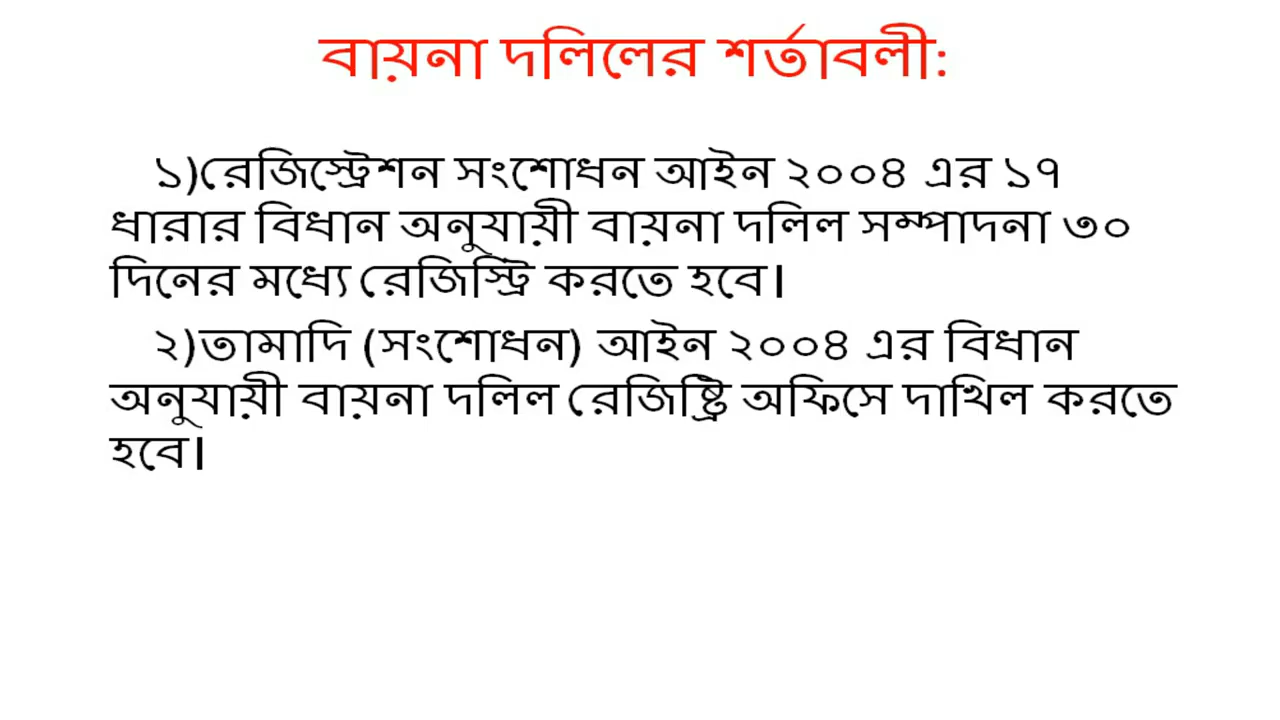 বায়না দলিলের শর্তাবলী:
১)রেজিস্ট্রেশন সংশোধন আইন ২০০৪ এর ১৭
ধারার বিধান অনুযায়ী বায়না দলিল সম্পাদনা ৩০
দিনের মধ্যে রেজিস্ট্রি করতে হবে।
২)তামাদি (সংশোধন) আইন ২০০৪ এর বিধান
অনুযায়ী বায়না দলিল রেজিষ্ট্রি অফিসে দাখিল করতে
হবে।